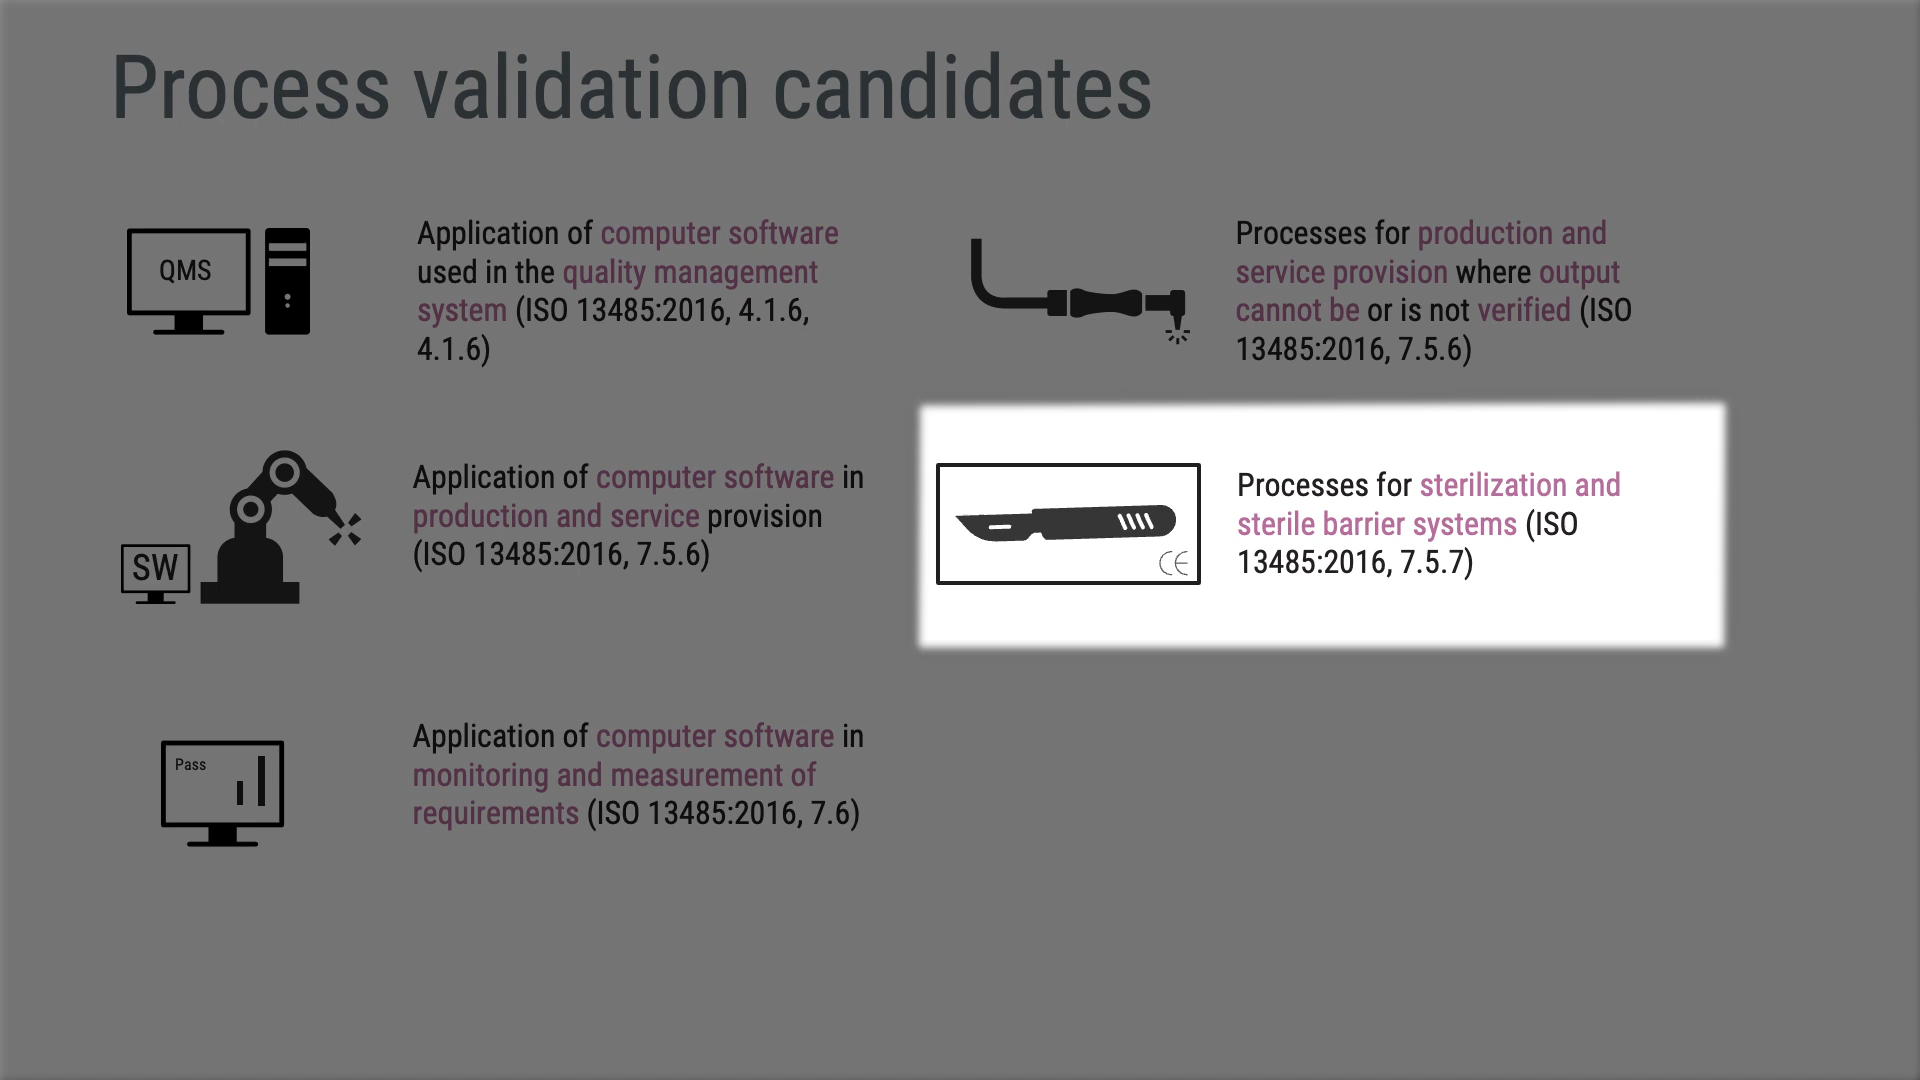 Process validation candidates
QMS
Application of computer software
used in the quality management
system (ISO 13485:2016, 4.1.6,
4.1.6)
Processes for production and
service provision where output
cannot be or is not verified (ISO
13485:2016, 7.5.6)
SW
Application of computer software in
production and service provision
(ISO 13485:2016, 7.5.6)
CE
Processes for sterilization and
sterile barrier systems (ISO
13485:2016, 7.5.7)
Pass
Application of computer software in
monitoring and measurement of
requirements (ISO 13485:2016, 7.6)